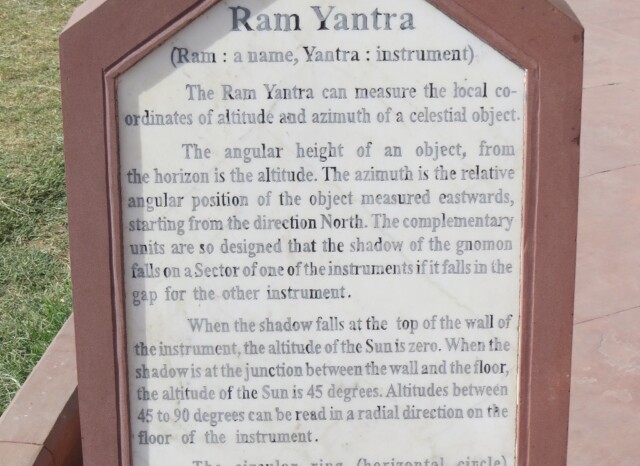 Ram Yantra
(Ram : a name, Yantra : instrument)
The Ram Yantra can measure the local co-
ordinates of altitude and azimuth of a celestial object.
The angular height of an object, from
the horizon is the altitude. The azimuth is the relative
angular position of the object measured eastwards,
starting from the direction North. The complementary
units are so designed that the shadow of the gnomon
falls on a Sector of one of the instruments if it falls in the
gap for the other instrument.
When the shadow falls at the top of the wall of
the instrument, the altitude of the Sun is zero. When the
shadow is at the junction between the wall and the floor,
the altitude of the Sun is 45 degrees. Altitudes between
45 to 90 degrees can be read in a radial direction on the
floor of the instrument.
The circular ring (horizontal circle)